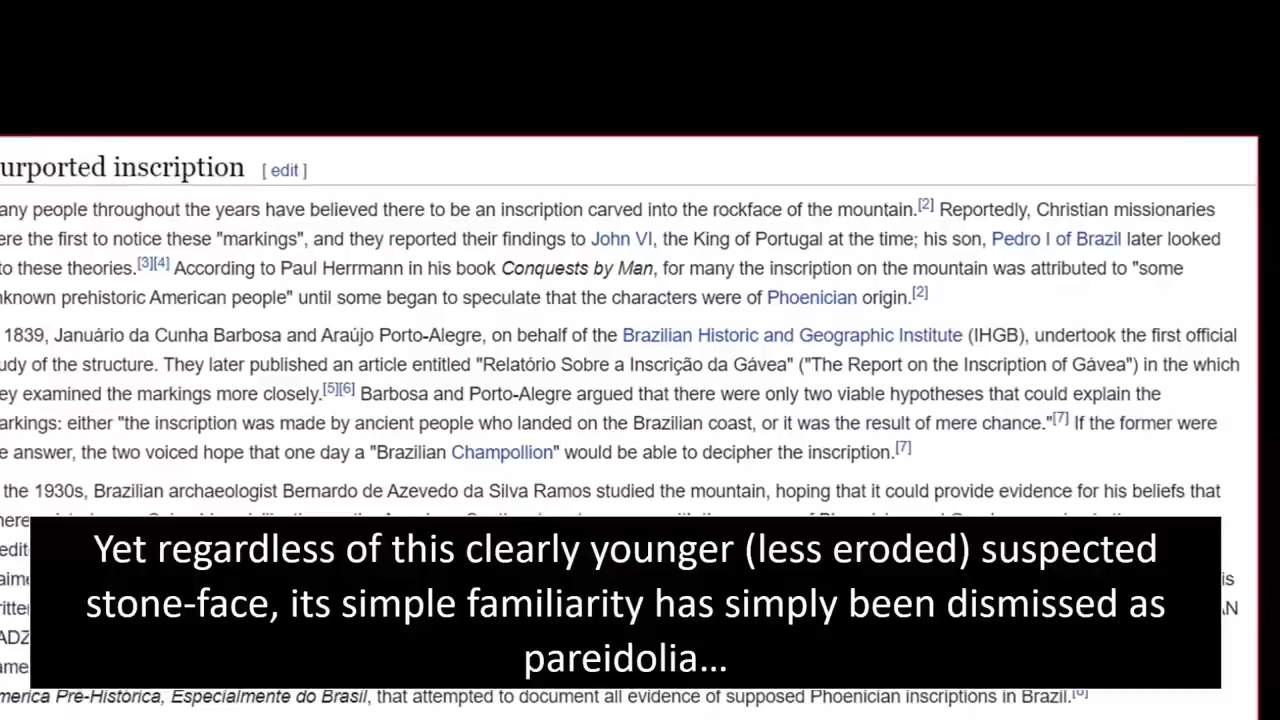 urported inscription [ edit ]
any people throughout the years have believed there to be an inscription carved into the rockface of the mountain.[2] Reportedly, Christian missionaries
ere the first to notice these "markings", and they reported their findings to John VI, the King of Portugal at the time; his son, Pedro I of Brazil later looked
to these theories.[3][4] According to Paul Herrmann in his book Conquests by Man, for many the inscription on the mountain was attributed to "some
nknown prehistoric American people" until some began to speculate that the characters were of Phoenician origin.[2]
1839, Januário da Cunha Barbosa and Araújo Porto-Alegre, on behalf of the Brazilian Historic and Geographic Institute (IHGB), undertook the first official
udy of the structure. They later published an article entitled "Relatório Sobre a Inscrição da Gávea" ("The Report on the Inscription of Gávea") in the which
ey examined the markings more closely.[5][6] Barbosa and Porto-Alegre argued that there were only two viable hypotheses that could explain the
arkings: either "the inscription was made by ancient people who landed on the Brazilian coast, or it was the result of mere chance."[7] If the former were
e answer, the two voiced hope that one day a "Brazilian Champollion" would be able to decipher the inscription.[7]
the 1930s, Brazilian archaeologist Bernardo de Azevedo da Silva Ramos studied the mountain, hoping that it could provide evidence for his beliefs that
Yet regardless of this clearly younger (less eroded) suspected
stone-face, its simple familiarity has simply been dismissed as
pareidolia...
merica Pré-Histórica, Especialmente do Brasil, that attempted to document all evidence of supposed Phoenician inscriptions in Brazil.